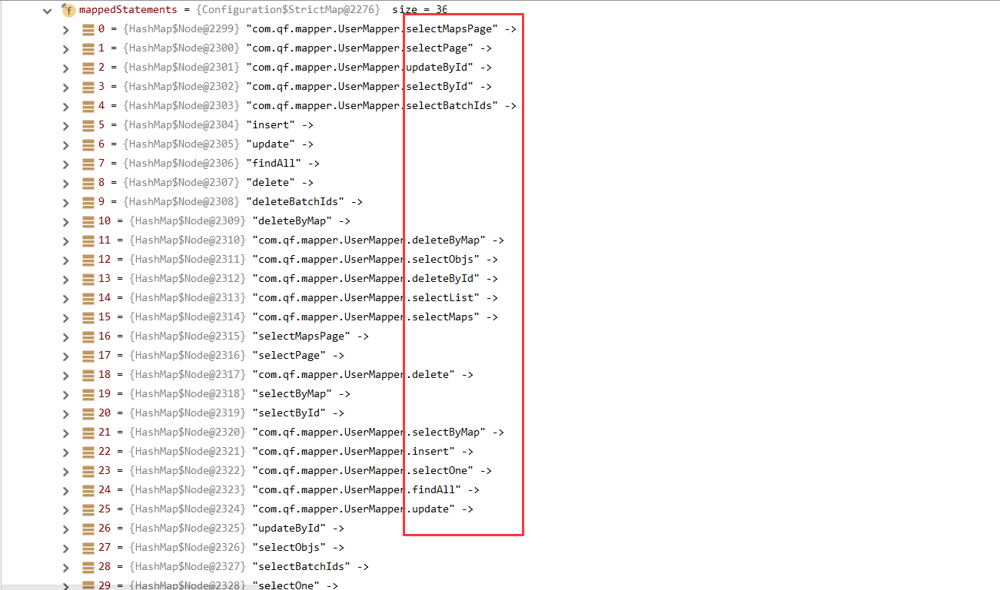 mappedStatements = {Configuration$StrictMap@2276} size = 36
0 = {HashMap$Node@2299} "com.qf.mapper.UserMapper.selectMapsPage" ->
1 = {HashMap$Node@2300} "com.qf.mapper.UserMapper.selectPage" ->
2 = {HashMap$Node@2301} "com.qf.mapper.UserMapper.updateById" ->
3 = {HashMap$Node@2302} "com.qf.mapper.UserMapper.selectById" ->
4 = {HashMap$Node@2303} "com.qf.mapper.UserMapper.selectBatchIds" ->
5 = {HashMap$Node@2304} "insert" ->
6 = {HashMap$Node@2305} "update" ->
7 = {HashMap$Node@2306} "findAll" ->
8 = {HashMap$Node@2307} "delete" ->
9 = {HashMap$Node@2308} "deleteBatchIds" ->
10 = {HashMap$Node@2309} "deleteByMap" ->
11 = {HashMap$Node@2310} "com.qf.mapper.UserMapper.deleteByMap" ->
12 = {HashMap$Node@2311} "com.qf.mapper.UserMapper.selectObjs" ->
13 = {HashMap$Node@2312} "com.qf.mapper.UserMapper.deleteById" ->
14 = {HashMap$Node@2313} "com.qf.mapper.UserMapper.selectList" ->
15 = {HashMap$Node@2314} "com.qf.mapper.UserMapper.selectMaps" ->
16 = {HashMap$Node@2315} "selectMapsPage" ->
17 = {HashMap$Node@2316} "selectPage" ->
18 = {HashMap$Node@2317} "com.qf.mapper.UserMapper.delete" ->
19 = {HashMap$Node@2318} "selectByMap" ->
20 = {HashMap$Node@2319} "selectById" ->
21 = {HashMap$Node@2320} "com.qf.mapper.UserMapper.selectByMap" ->
22 = {HashMap$Node@2321} "com.qf.mapper.UserMapper.insert" ->
23 = {HashMap$Node@2322} "com.qf.mapper.UserMapper.selectOne" ->
24 = {HashMap$Node@2323} "com.qf.mapper.UserMapper.findAll" ->
25 = {HashMap$Node@2324} "com.qf.mapper.UserMapper.update" ->
26 = {HashMap$Node@2325} "updateById" ->
27 = {HashMap$Node@2326} "selectObjs" ->
28 = {HashMap$Node@2327} "selectBatchIds" ->
29 = {HashMap$Node@2328} "selectOne" ->